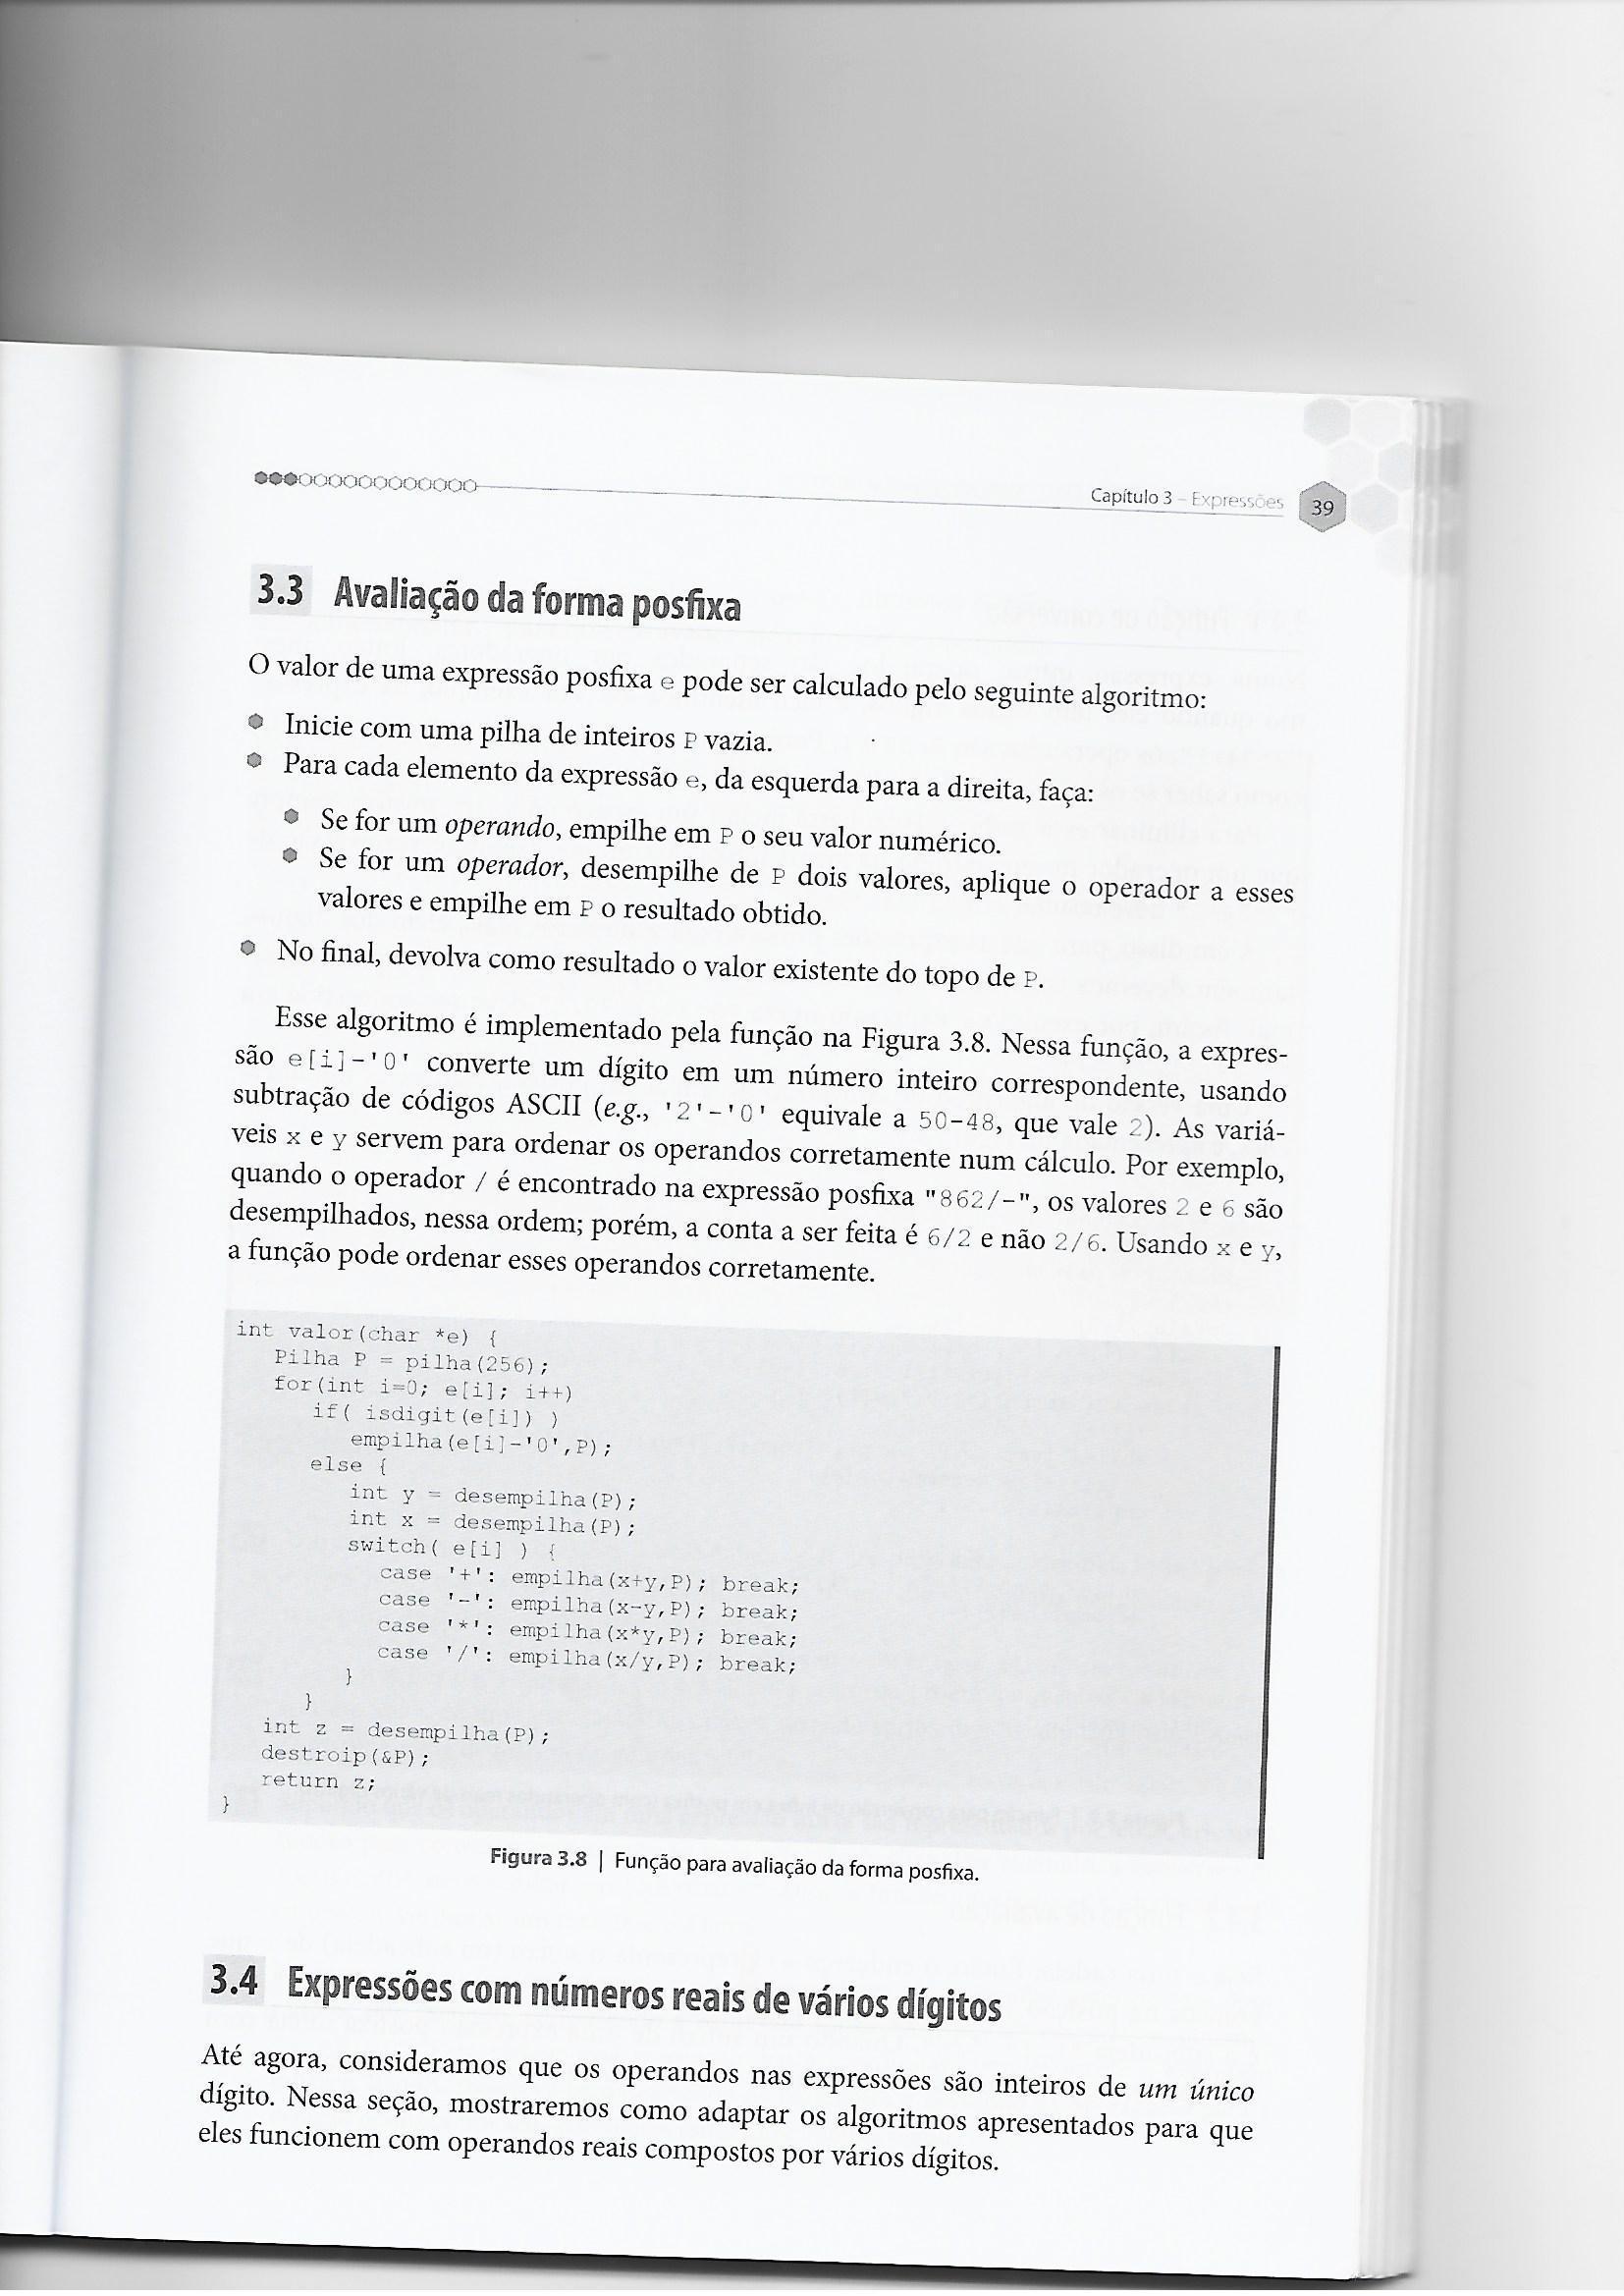 Capítulo 3 – Expressões 39
3.3 Avaliação da forma posfixa
O valor de uma expressão posfixa e pode ser calculado pelo seguinte algoritmo:
Inicie com uma pilha de inteiros P vazia.
Para cada elemento da expressão e, da esquerda para a direita, faça:
Se for um operando, empilhe em P o seu valor numérico.
Se for um operador, desempilhe de P dois valores, aplique o operador a esses
valores e empilhe em P o resultado obtido.
No final, devolva como resultado o valor existente do topo de P.
Esse algoritmo é implementado pela função na Figura 3.8. Nessa função, a expres-
são e[i]-'0' converte um dígito em um número inteiro correspondente, usando
subtração de códigos ASCII (e.g., '2'-'0' equivale a 50-48, que vale 2). As variá-
veis x e y servem para ordenar os operandos corretamente num cálculo. Por exemplo,
quando o operador / é encontrado na expressão posfixa "862/-", os valores 2 e 6 são
desempilhados, nessa ordem; porém, a conta a ser feita é 6/2 e não 2/6. Usando x e y,
a função pode ordenar esses operandos corretamente.
int valor(char *e) {
Pilha P = pilha(256);
for(int i=0; e[i]; i++)
if( isdigit(e[i]) )
empilha(e[i]-'0',P);
else {
int y = desempilha(P);
int x = desempilha(P);
switch( e[i] ) {
case '+': empilha(x+y,P); break;
case '-': empilha(x-y,P); break;
case '*': empilha(x*y,P); break;
case '/': empilha(x/y,P); break;
}
}
int z = desempilha(P);
destroip(&P);
return z;
}
Figura 3.8 | Função para avaliação da forma posfixa.
3.4 Expressões com números reais de vários dígitos
Até agora, consideramos que os operandos nas expressões são inteiros de um único
dígito. Nessa seção, mostraremos como adaptar os algoritmos apresentados para que
eles funcionem com operandos reais compostos por vários dígitos.